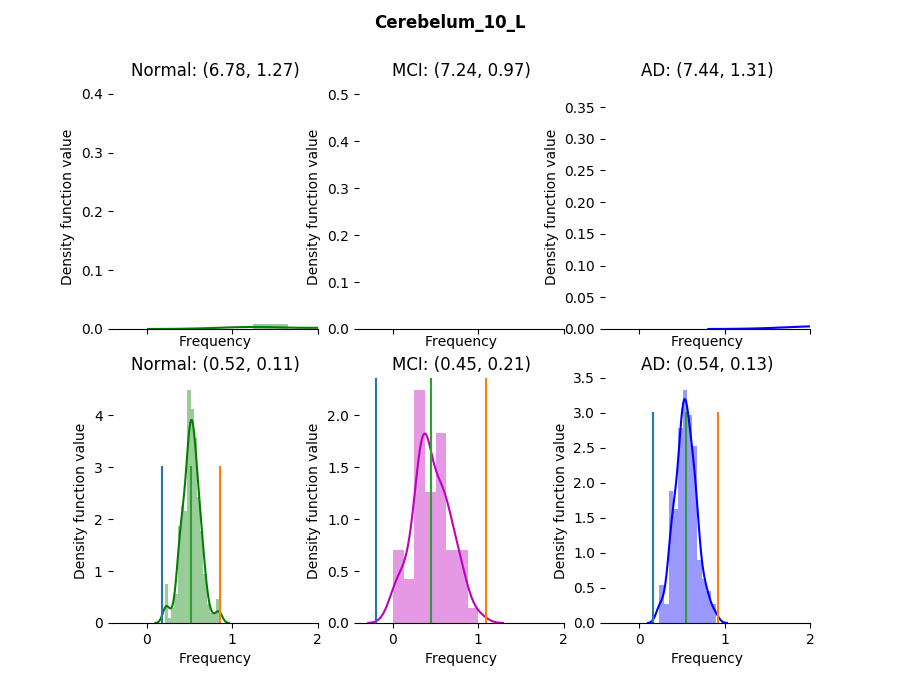 Cerebelum_10_L
Normal: (6.78, 1.27)
MCI: (7.24, 0.97)
AD: (7.44, 1.31)
Density function value
0.4
0.3
0.2
0.1
0.0
Frequency
Density function value
0.5
0.4
0.3
0.2
0.1
0.0
Frequency
Density function value
0.35
0.30
0.25
0.20
0.15
0.10
0.05
0.00
Frequency
Normal: (0.52, 0.11)
MCI: (0.45, 0.21)
AD: (0.54, 0.13)
Density function value
4
3
2
1
0
0 1 2
Frequency
Density function value
2.0
1.5
1.0
0.5
0.0
0 1 2
Frequency
Density function value
3.5
3.0
2.5
2.0
1.5
1.0
0.5
0.0
0 1 2
Frequency